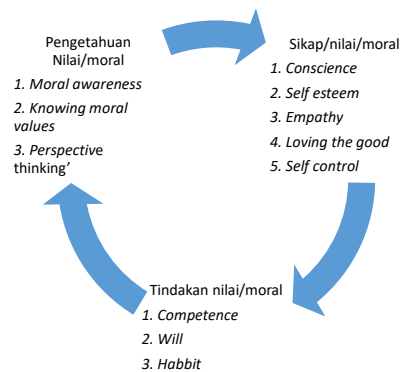 Pengetahuan
Nilai/moral
1. Moral awareness
2. Knowing moral
values
3. Perspective
thinking’
Sikap/nilai/moral
1. Conscience
2. Self esteem
3. Empathy
4. Loving the good
5. Self control
Tindakan nilai/moral
1. Competence
2. Will
3. Habbit